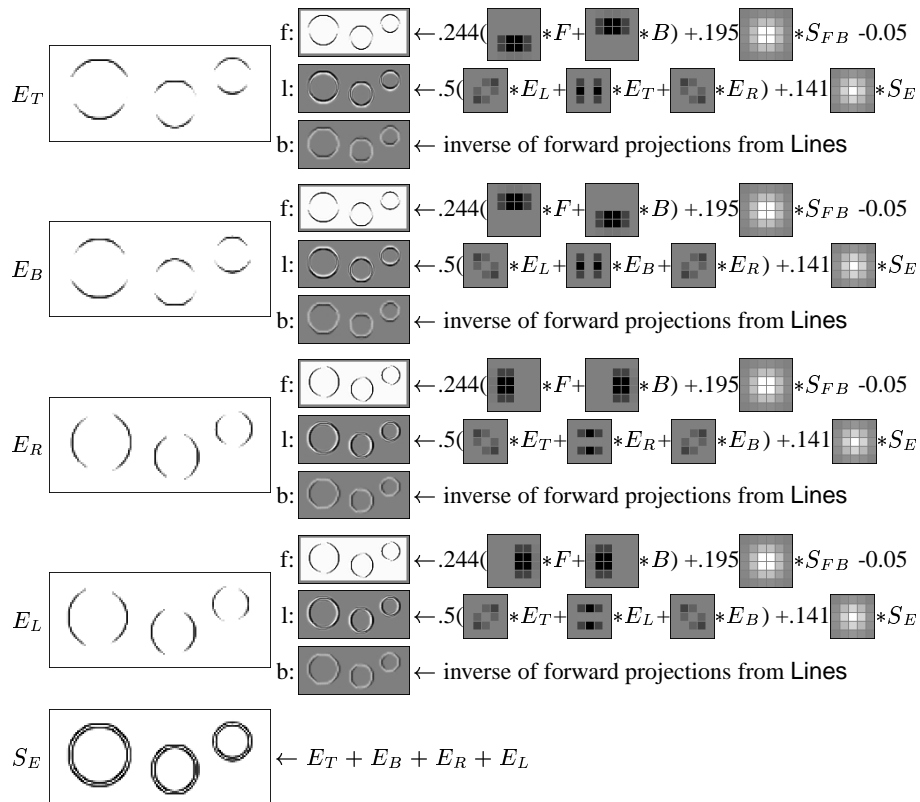 f: ←.244( ∗F+ ∗B) +.195 ∗S_{FB} -0.05
E_T l: ←.5( ∗E_L+ ∗E_T+ ∗E_R) +.141 ∗S_E
b: ← inverse of forward projections from Lines
f: ←.244( ∗F+ ∗B) +.195 ∗S_{FB} -0.05
E_B l: ←.5( ∗E_L+ ∗E_B+ ∗E_R) +.141 ∗S_E
b: ← inverse of forward projections from Lines
f: ←.244( ∗F+ ∗B) +.195 ∗S_{FB} -0.05
E_R l: ←.5( ∗E_T+ ∗E_R+ ∗E_B) +.141 ∗S_E
b: ← inverse of forward projections from Lines
f: ←.244( ∗F+ ∗B) +.195 ∗S_{FB} -0.05
E_L l: ←.5( ∗E_T+ ∗E_L+ ∗E_B) +.141 ∗S_E
b: ← inverse of forward projections from Lines
S_E ← E_T + E_B + E_R + E_L